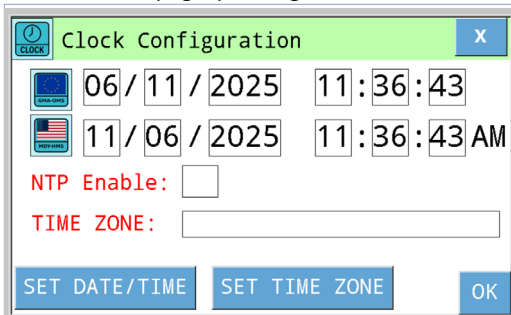 CLOCK Clock Configuration X
GMA-OMS 06/11/2025 11:36:43
MDY-HMS 11/06/2025 11:36:43 AM
NTP Enable:
TIME ZONE:
SET DATE/TIME SET TIME ZONE OK